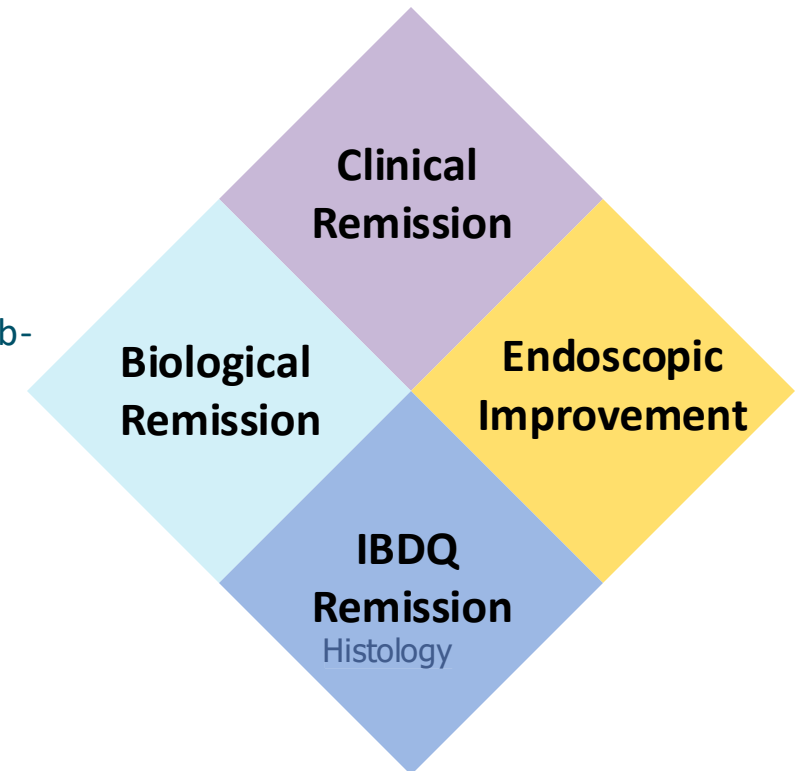 Clinical
Remission
b-
Biological
Remission
Endoscopic
Improvement
IBDQ
Remission
Histology